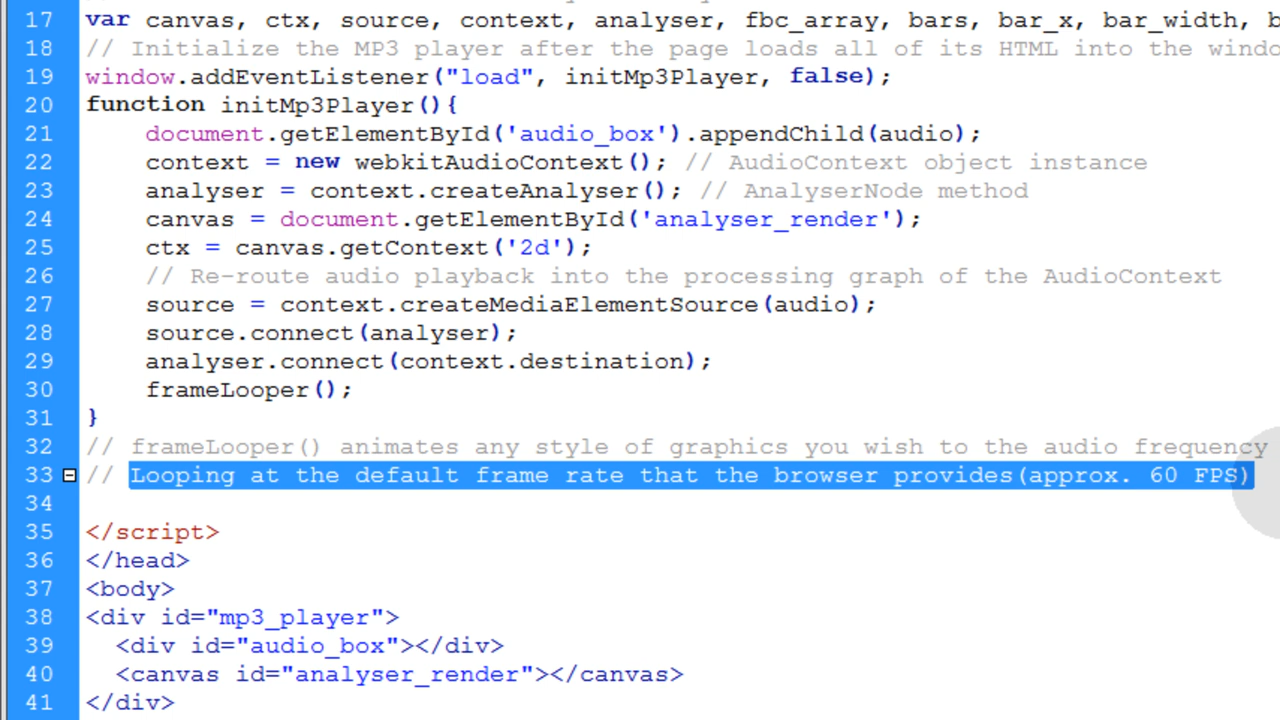 17 var canvas, ctx, source, context, analyser, fbc_array, bars, bar_x, bar_width, b
18 // Initialize the MP3 player after the page loads all of its HTML into the windo
19 window.addEventListener("load", initMp3Player, false);
20 function initMp3Player(){
21 document.getElementById('audio_box').appendChild(audio);
22 context = new webkitAudioContext(); // AudioContext object instance
23 analyser = context.createAnalyser(); // AnalyserNode method
24 canvas = document.getElementById('analyser_render');
25 ctx = canvas.getContext('2d');
26 // Re-route audio playback into the processing graph of the AudioContext
27 source = context.createMediaElementSource(audio);
28 source.connect(analyser);
29 analyser.connect(context.destination);
30 frameLooper();
31 }
32 // frameLooper() animates any style of graphics you wish to the audio frequency
33 // Looping at the default frame rate that the browser provides(approx. 60 FPS)
34
35 </script>
36 </head>
37 <body>
38 <div id="mp3_player">
39 <div id="audio_box"></div>
40 <canvas id="analyser_render"></canvas>
41 </div>